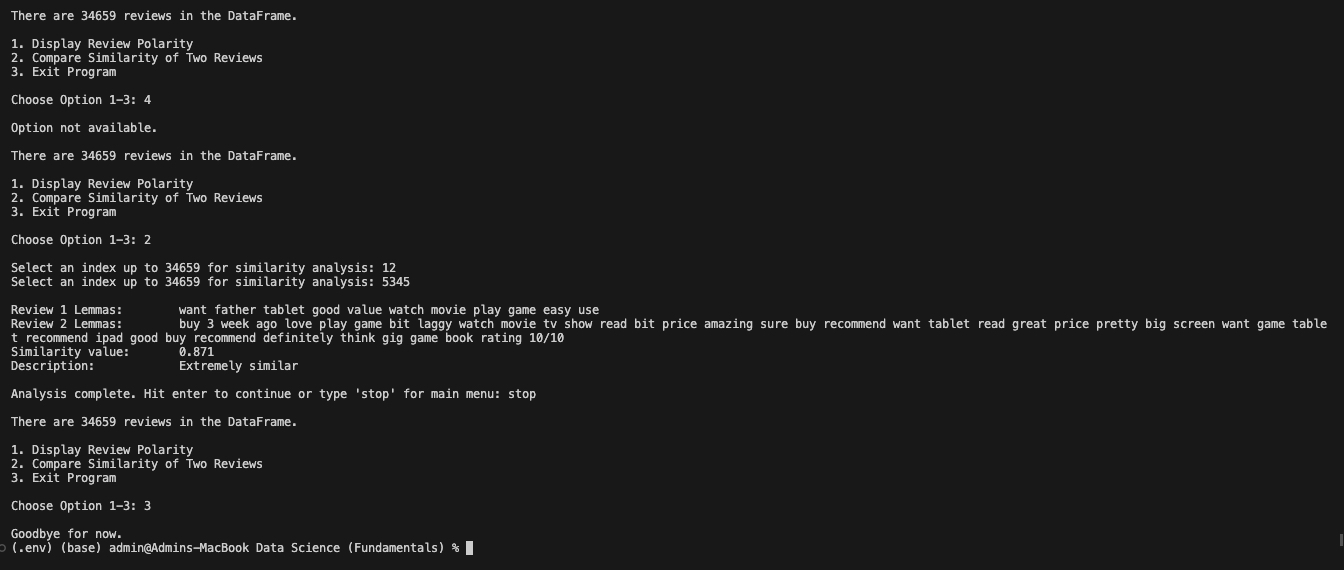 There are 34659 reviews in the DataFrame.
1. Display Review Polarity
2. Compare Similarity of Two Reviews
3. Exit Program
Choose Option 1-3: 4
Option not available.
There are 34659 reviews in the DataFrame.
1. Display Review Polarity
2. Compare Similarity of Two Reviews
3. Exit Program
Choose Option 1-3: 2
Select an index up to 34659 for similarity analysis: 12
Select an index up to 34659 for similarity analysis: 5345
Review 1 Lemmas: want father tablet good value watch movie play game easy use
Review 2 Lemmas: buy 3 week ago love play game bit laggy watch movie tv show read bit price amazing sure buy recommend want tablet read great price pretty big screen want game table
t recommend ipad good buy recommend definitely think gig game book rating 10/10
Similarity value: 0.871
Description: Extremely similar
Analysis complete. Hit enter to continue or type 'stop' for main menu: stop
There are 34659 reviews in the DataFrame.
1. Display Review Polarity
2. Compare Similarity of Two Reviews
3. Exit Program
Choose Option 1-3: 3
Goodbye for now.
(.env) (base) admin@Admins-MacBook Data Science (Fundamentals) %